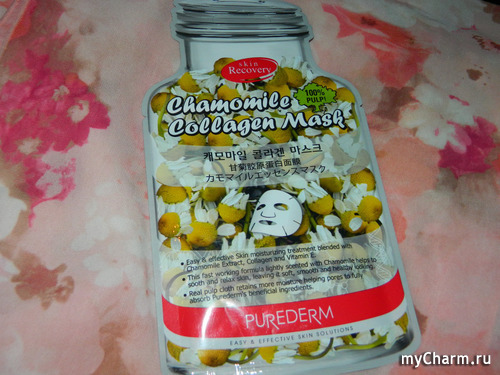 skin
Recovery
Chamomile
Collagen Mask
100%
PULP!
캐모마일 콜라겐 마스크
甘菊胶原蛋白面膜
カモマイルエッセンスマスク
• Easy & effective Skin moisturizing treatment blended with
Chamomile Extract, Collagen and Vitamin E.
• This fast working formula lightly scented with Chamomile helps to
sooth and relax skin, leaving it soft, smooth and healthy looking.
• Real pulp cloth retains more moisture helping pores to fully
absorb Purederm's beneficial ingredients.
PUREDERM
EASY & EFFECTIVE SKIN SOLUTIONS
myCharm.ru